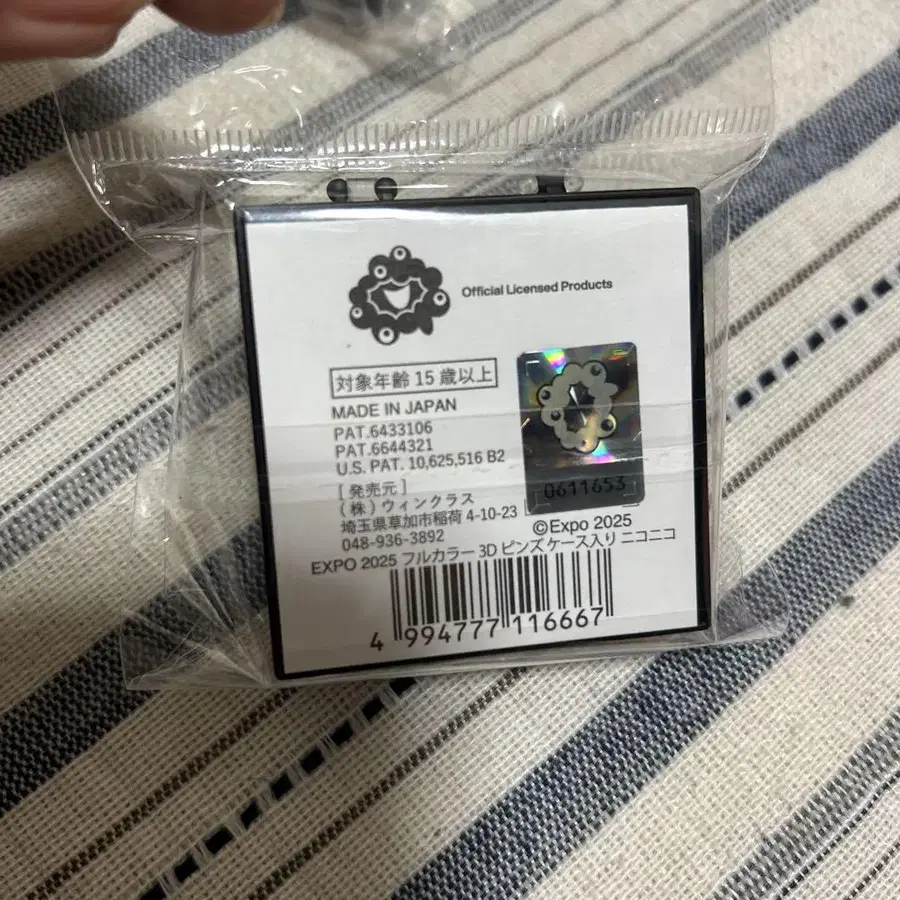 Official Licensed Products
対象年齢 15 歳以上
MADE IN JAPAN
PAT.6433106
PAT.6644321
U.S. PAT. 10,625,516 B2
[ 発売元 ]
(株) ウィンクラス
埼玉県草加市稲荷 4-10-23
048-936-3892
0611653
©Expo 2025
EXPO 2025 フルカラー 3D ピンズ ケース入り ニコニコ
4 994777 116667